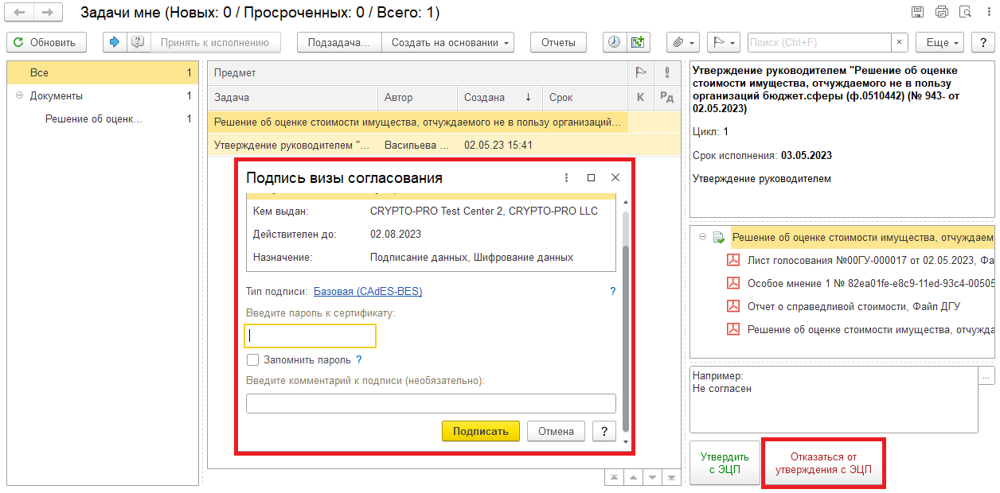 Задачи мне (Новых: 0 / Просроченных: 0 / Всего: 1)
Обновить
Принять к исполнению
Подзадача...
Создать на основании
Отчеты
Поиск (Ctrl+F)
×
Еще
?
Все 1
Документы 1
Решение об оценк... 1
Предмет
Задача Автор Создана ↓ Срок К Рд
Решение об оценке стоимости имущества, отчуждаемого не в пользу организаций...
Утверждение руководителем "... Васильева ... 02.05.23 15:41
Подпись визы согласования
Кем выдан: CRYPTO-PRO Test Center 2, CRYPTO-PRO LLC
Действителен до: 02.08.2023
Назначение: Подписание данных, Шифрование данных
Тип подписи: Базовая (CAdES-BES) ?
Введите пароль к сертификату:
Запомнить пароль ?
Введите комментарий к подписи (необязательно):
Подписать Отмена ?
Утверждение руководителем "Решение об оценке
стоимости имущества, отчуждаемого не в пользу
организаций бюджет.сферы (ф.0510442) (№ 943- от
02.05.2023)
Цикл: 1
Срок исполнения: 03.05.2023
Утверждение руководителем
Решение об оценке стоимости имущества, отчуждаем
Лист голосования №00ГУ-000017 от 02.05.2023, Фа
Особое мнение 1 № 82ea01fe-e8c9-11ed-93c4-00505
Отчет о справедливой стоимости, Файл ДГУ
Решение об оценке стоимости имущества, отчужда
Например:
Не согласен
...
Утвердить
с ЭЦП
Отказаться от
утверждения с ЭЦП